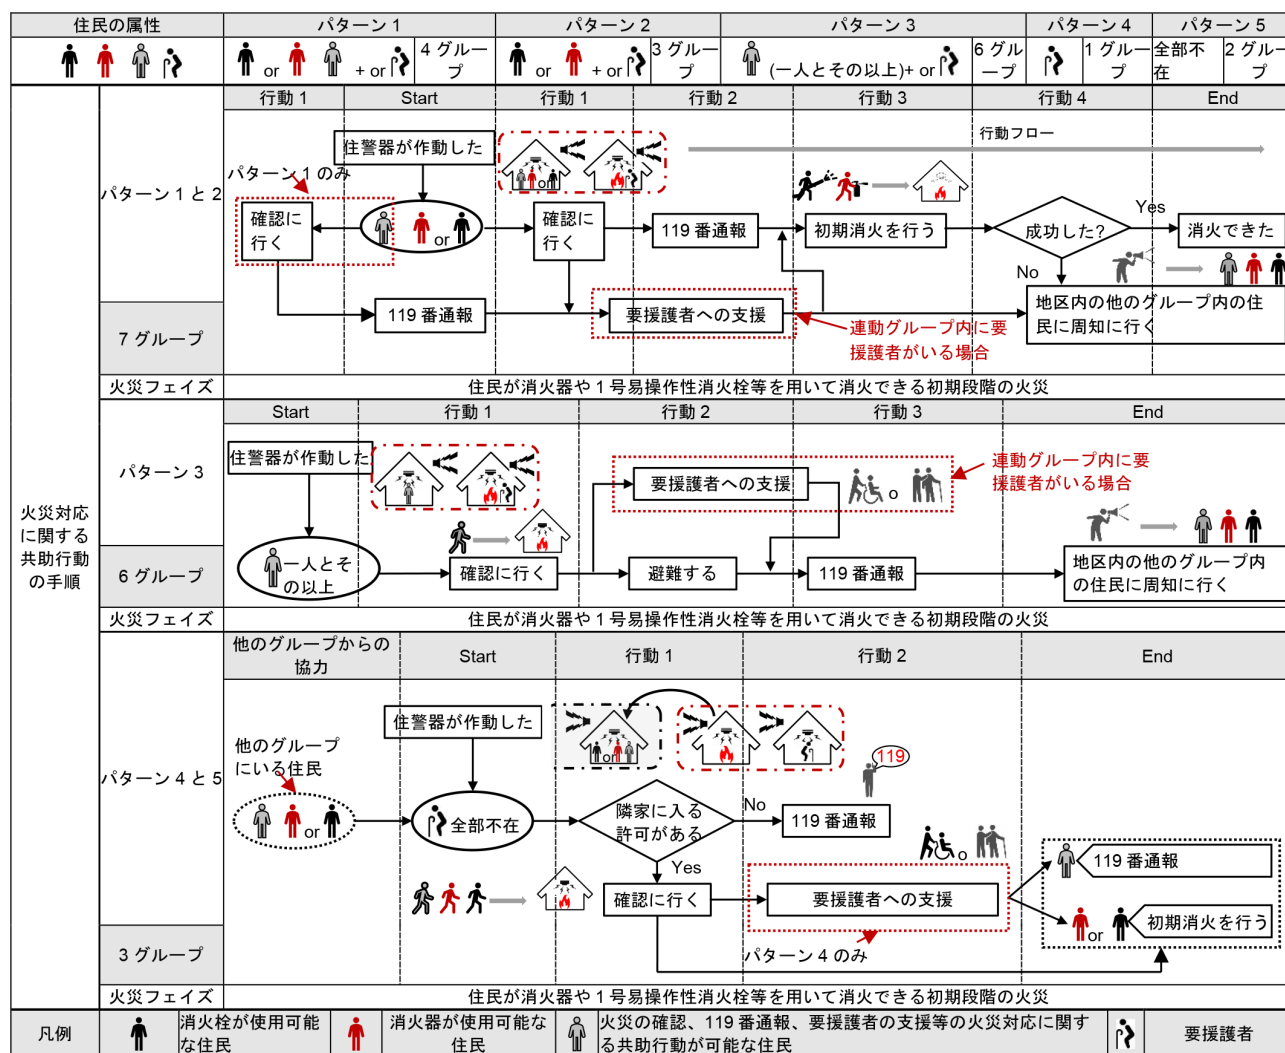 住民の属性
パターン 1
パターン 2
パターン 3
パターン 4
パターン 5
or
+ or
4 グルー
プ
or
+ or
3 グルー
プ
(一人とその以上)+ or
6 グル
ープ
1 グルー
プ
全部不
在
2 グルー
プ
火災対応
に関する
共助行動
の手順
パターン 1 と 2
7 グループ
行動 1
Start
行動 1
行動 2
行動 3
行動 4
End
住警器が作動した
or
行動フロー
パターン 1 のみ
確認に
行く
or
確認に
行く
119 番通報
初期消火を行う
成功した?
Yes
消火できた
No
119 番通報
要援護者への支援
連動グループ内に要
援護者がいる場合
地区内の他のグループ内の住
民に周知に行く
火災フェイズ
住民が消火器や 1 号易操作性消火栓等を用いて消火できる初期段階の火災
パターン 3
6 グループ
Start
行動 1
行動 2
行動 3
End
住警器が作動した
要援護者への支援
o
連動グループ内に要
援護者がいる場合
一人とそ
の以上
確認に行く
避難する
119 番通報
地区内の他のグループ内
の住民に周知に行く
火災フェイズ
住民が消火器や 1 号易操作性消火栓等を用いて消火できる初期段階の火災
パターン 4 と 5
3 グループ
他のグループからの
協力
Start
行動 1
行動 2
End
住警器が作動した
or
他のグループ
にいる住民
or
全部不在
隣家に入る
許可がある
No
119
119 番通報
Yes
確認に行く
o
要援護者への支援
パターン 4 のみ
119 番通報
or
初期消火を行う
火災フェイズ
住民が消火器や 1 号易操作性消火栓等を用いて消火できる初期段階の火災
凡例
消火栓が使用可能
な住民
消火器が使用可能な
住民
火災の確認、119 番通報、要援護者の支援等の火災対応に関す
る共助行動が可能な住民
要援護者